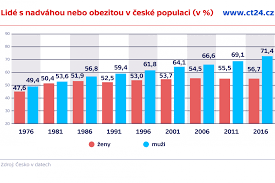 Lidé s nadváhou nebo obezitou v české populaci (v %) www.ct24.cz
90
80
70
60
50
40
30
20
47,6 49,4 50,4 53,6 51,9 56,8 52,5 59,4 53,0 61,8 53,7 64,1 54,5 66,6 55,5 69,1 56,7 71,4
1976 1981 1986 1991 1996 2001 2006 2011 2016
ženy muži
zdroj: Česko v datech